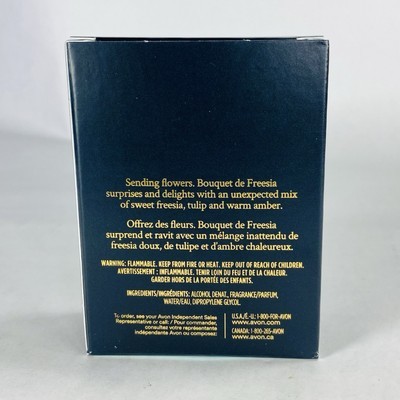 Sending flowers. Bouquet de Freesia
surprises and delights with an unexpected mix
of sweet freesia, tulip and warm amber.
Offrez des fleurs. Bouquet de Freesia
surprend et ravit avec un mélange inattendu de
freesia doux, de tulipe et d'ambre chaleureux.
WARNING: FLAMMABLE. KEEP FROM FIRE OR HEAT. KEEP OUT OF REACH OF CHILDREN.
AVERTISSEMENT : INFLAMMABLE. TENIR LOIN DU FEU ET DE LA CHALEUR.
GARDER HORS DE LA PORTÉE DES ENFANTS.
INGREDIENTS/INGRÉDIENTS: ALCOHOL DENAT., FRAGRANCE/PARFUM,
WATER/EAU, DIPROPYLENE GLYCOL.
To order, see your Avon Independent Sales
Representative or call. / Pour commander,
consultez votre représentante
indépendante Avon ou composez
U.S.A./É.-U.: 1-800-FOR-AVON
www.avon.com
CANADA: 1-800-265-AVON
www.avon.ca